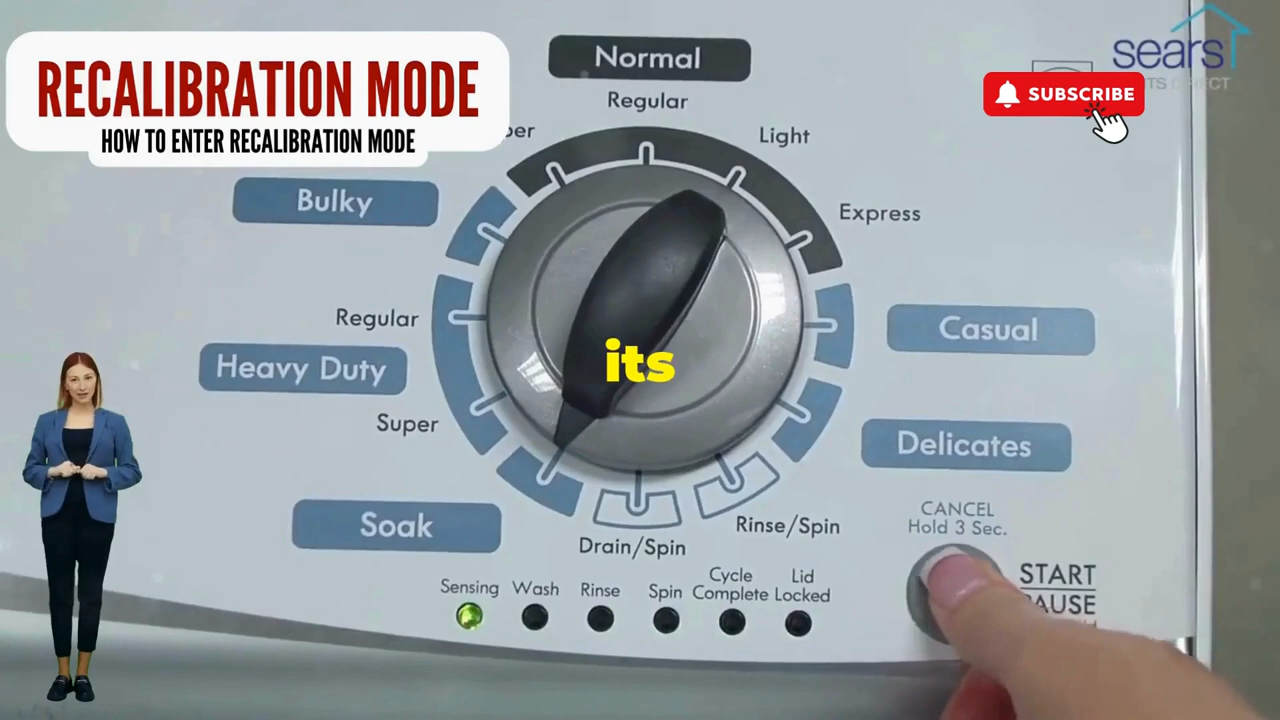 RECALIBRATION MODE
HOW TO ENTER RECALIBRATION MODE
sears
DIRECT
SUBSCRIBE
Normal
Regular
Light
Express
Bulky
Regular
Heavy Duty
Super
Soak
Casual
Delicates
its
Rinse/Spin
Drain/Spin
CANCEL
Hold 3 Sec.
START
Sensing
Wash
Rinse
Spin
Cycle
Complete
Lid
Locked